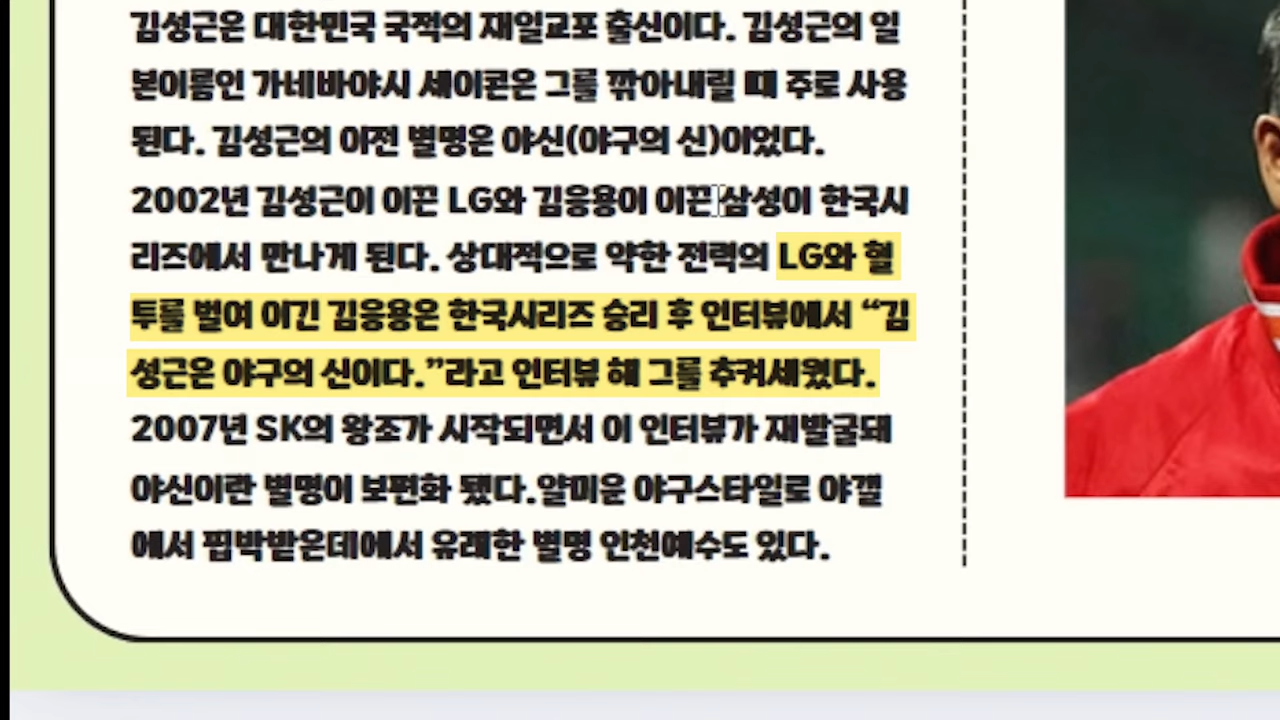 김성근은 대한민국 국적의 재일교포 출신이다. 김성근의 일
본이름인 가네바야시 세이콘은 그를 깎아내릴 때 주로 사용
된다. 김성근의 이전 별명은 야신(야구의 신)이었다.
2002년 김성근이 이끈 LG와 김응용이 이끈 삼성이 한국시
리즈에서 만나게 된다. 상대적으로 약한 전력의 LG와 혈
투를 벌여 이긴 김응용은 한국시리즈 승리 후 인터뷰에서 “김
성근은 야구의 신이다.”라고 인터뷰 해 그를 추켜세웠다.
2007년 SK의 왕조가 시작되면서 이 인터뷰가 재발굴돼
야신이란 별명이 보편화 됐다.얄미운 야구스타일로 야갤
에서 핍박받은데에서 유래한 별명 인천예수도 있다.